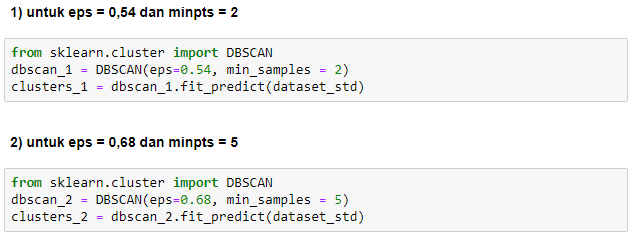 1) untuk eps = 0,54 dan minpts = 2
from sklearn.cluster import DBSCAN
dbscan_1 = DBSCAN(eps=0.54, min_samples = 2)
clusters_1 = dbscan_1.fit_predict(dataset_std)
2) untuk eps = 0,68 dan minpts = 5
from sklearn.cluster import DBSCAN
dbscan_2 = DBSCAN(eps=0.68, min_samples = 5)
clusters_2 = dbscan_2.fit_predict(dataset_std)